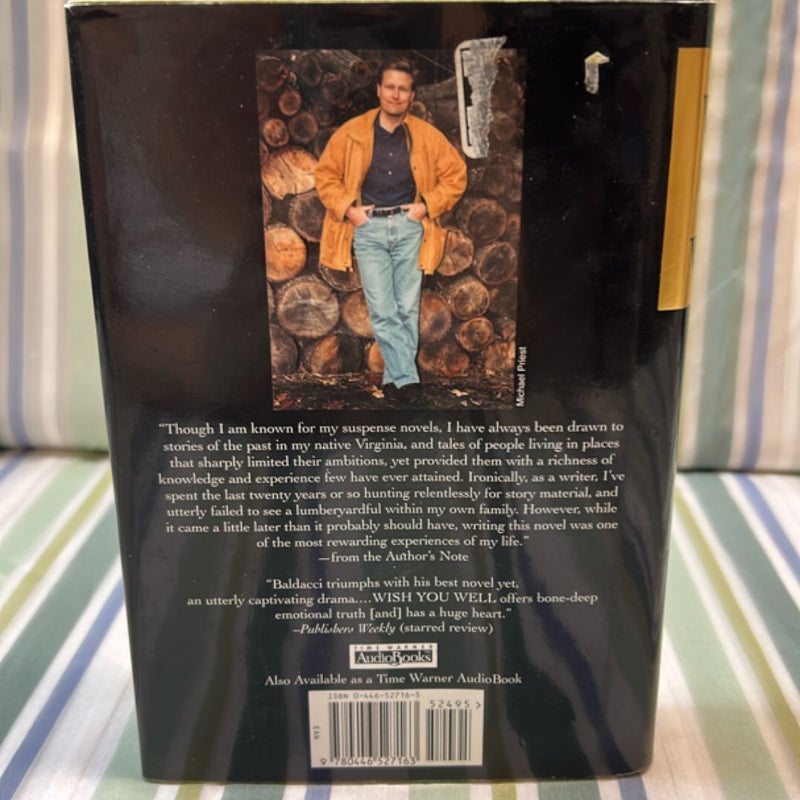 Michael Priest
“Though I am known for my suspense novels, I have always been drawn to
stories of the past in my native Virginia, and tales of people living in places
that sharply limited their ambitions, yet provided them with a richness of
knowledge and experience few have ever attained. Ironically, as a writer, I've
spent the last twenty years or so hunting relentlessly for story material, and
utterly failed to see a lumberyardful within my own family. However, while
it came a little later than it probably should have, writing this novel was one
of the most rewarding experiences of my life.”
—from the Author's Note
“Baldacci triumphs with his best novel yet,
an utterly captivating drama....WISH YOU WELL offers bone-deep
emotional truth [and] has a huge heart.”
–Publishers Weekly (starred review)
TIME WARNER
AudioBooks
Also Available as a Time Warner AudioBook
ISBN 0-446-52716-5
52495>
9 780446 527163